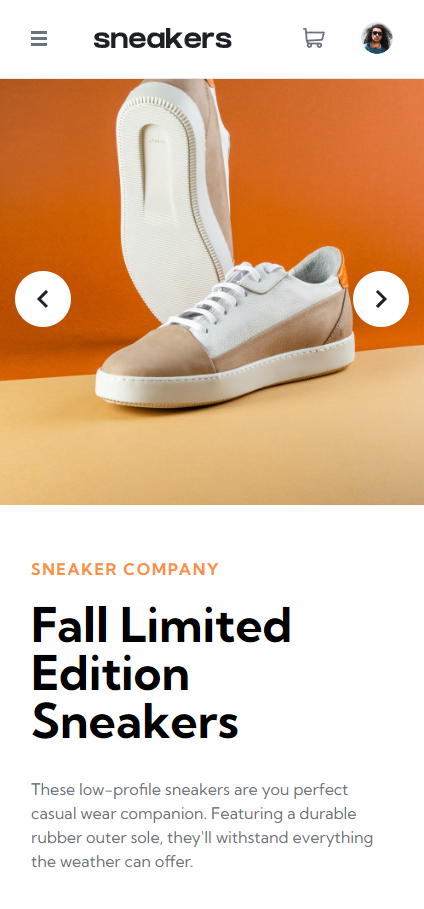 sneakers
SNEAKER COMPANY
Fall Limited
Edition
Sneakers
These low-profile sneakers are you perfect
casual wear companion. Featuring a durable
rubber outer sole, they'll withstand everything
the weather can offer.